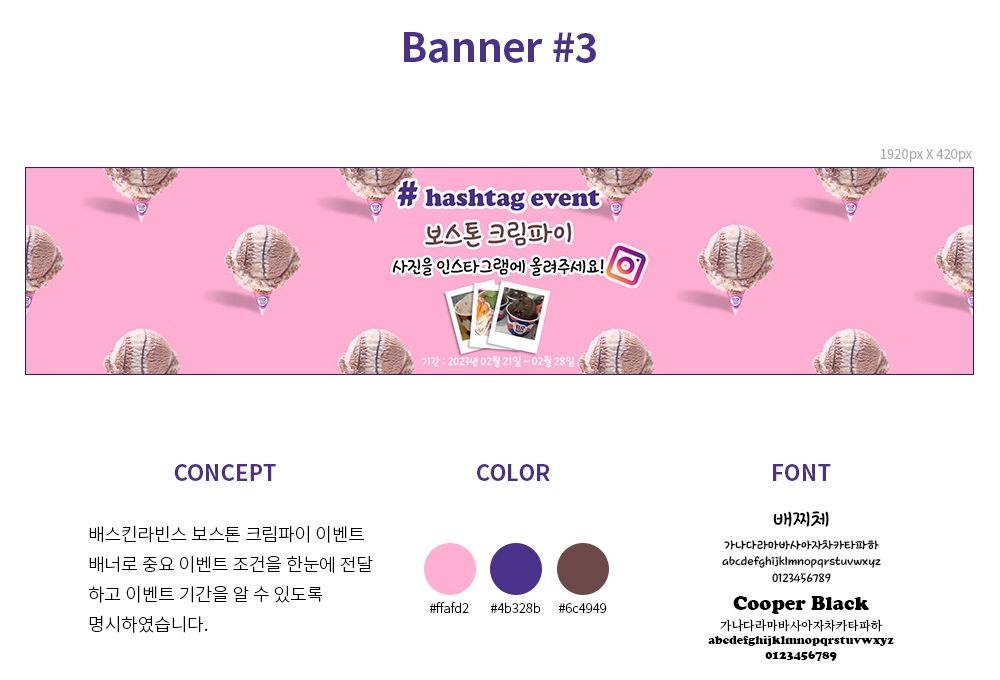 Banner #3
1920px X 420px
# hashtag event
보스톤 크림파이
사진을 인스타그램에 올려주세요!
기간 : 2023년 02월 21일 ~ 02월 28일
CONCEPT
배스킨라빈스 보스톤 크림파이 이벤트
배너로 중요 이벤트 조건을 한눈에 전달
하고 이벤트 기간을 알 수 있도록
명시하였습니다.
COLOR
#ffafd2 #4b328b #6c4949
FONT
배찌체
가나다라마바사아자차카타파하
abcdefghijklmnopqrstuvwxyz
0123456789
Cooper Black
가나다라마바사아자차카타파하
abcdefghijklmnopqrstuvwxyz
0123456789